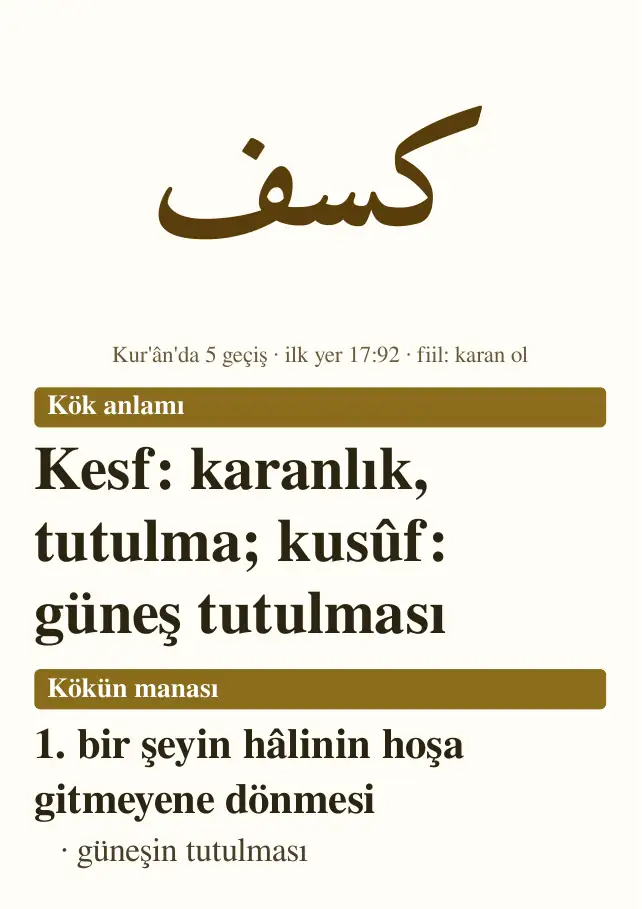 كسف
Kur'ân'da 5 geçiş · ilk yer 17:92 · fiil: karan ol
Kök anlamı
Kesf: karanlık,
tutulma; kusûf:
güneş tutulması
Kökün manası
1. bir şeyin hâlinin hoşa
gitmeyene dönmesi
· güneşin tutulması